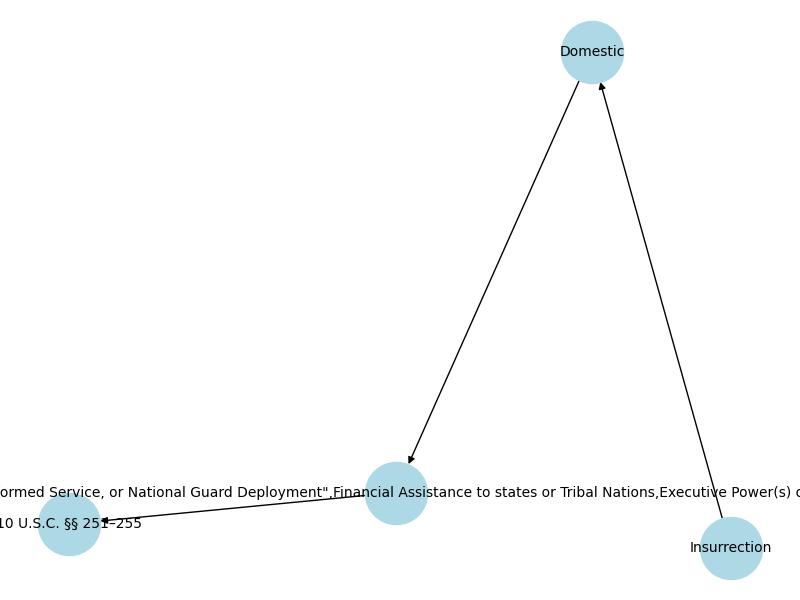 Domestic
ormed Service, or National Guard Deployment",Financial Assistance to states or Tribal Nations,Executive Power(s) o
10 U.S.C. §§ 251–255
Insurrection